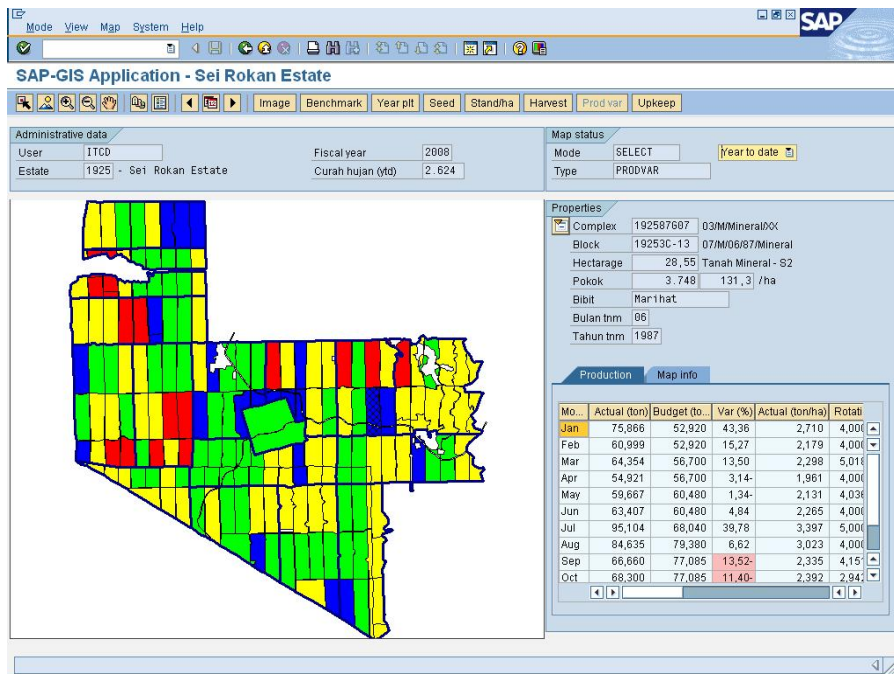 Mode View Map System Help
SAP
SAP-GIS Application - Sei Rokan Estate
Image Benchmark Year plt Seed Stand/ha Harvest Prod var Upkeep
Administrative data
User ITCD Fiscal year 2008
Estate 1925 - Sei Rokan Estate Curah hujan (ytd) 2.624
Map status
Mode SELECT Year to date
Type PRODVAR
Properties
Complex 192587607 03/M/Mineral/XX
Block 19253C-13 07/M/06/87/Mineral
Hectarage 28,55 Tanah Mineral - S2
Pokok 3.748 131,3 /ha
Bibit Marihat
Bulan tnm 06
Tahun tnm 1987
Production Map info
Mo... Actual (ton) Budget (to... Var (%) Actual (ton/ha) Rotati
Jan 75,866 52,920 43,36 2,710 4,000
Feb 60,999 52,920 15,27 2,179 4,000
Mar 64,354 56,700 13,50 2,298 5,018
Apr 54,921 56,700 3,14- 1,961 4,000
May 59,667 60,480 1,34- 2,131 4,036
Jun 63,407 60,480 4,84 2,265 4,000
Jul 95,104 68,040 39,78 3,397 5,000
Aug 84,635 79,380 6,62 3,023 4,000
Sep 66,660 77,085 13,52- 2,335 4,15
Oct 68,300 77,085 11,40- 2,392 2,942